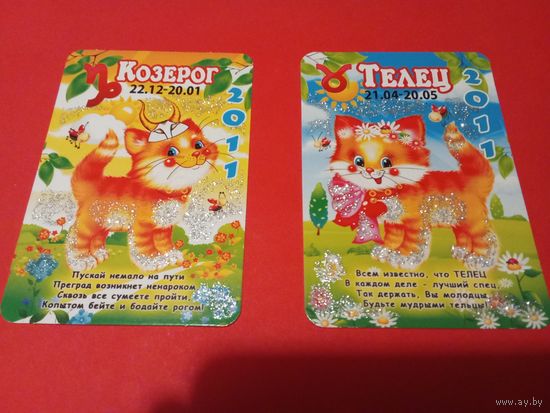 ♑ Козерог
22.12-20.01
2011
Пускай немало на пути
Преград возникнет ненароком
Сквозь все сумеете пройти,
Копытом бейте и бодайте рогом!
♉ Телец
21.04-20.05
2011
Всем известно, что ТЕЛЕЦ
В каждом деле - лучший спец,
Так держать, Вы молодцы,
Будьте мудрыми тельцы!
www.ay.by